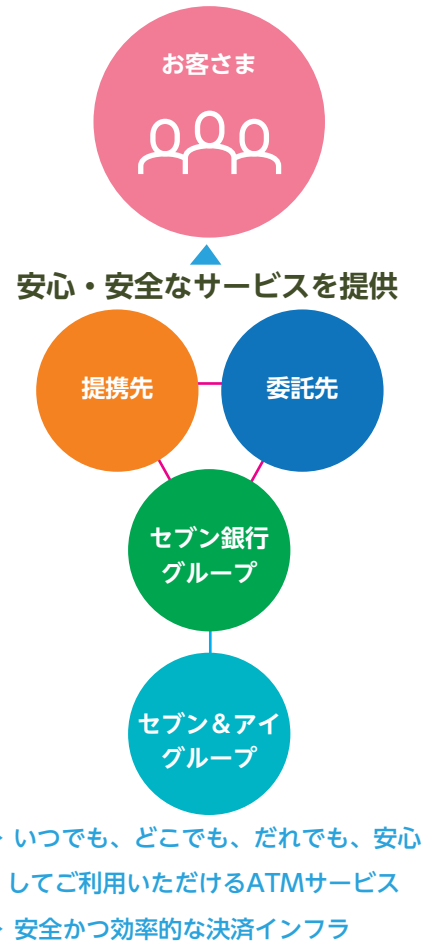 お客さま
安心・安全なサービスを提供
提携先
委託先
セブン銀行
グループ
セブン＆アイ
グループ
いつでも、どこでも、だれでも、安心
してご利用いただけるATMサービス
安全かつ効率的な決済インフラ